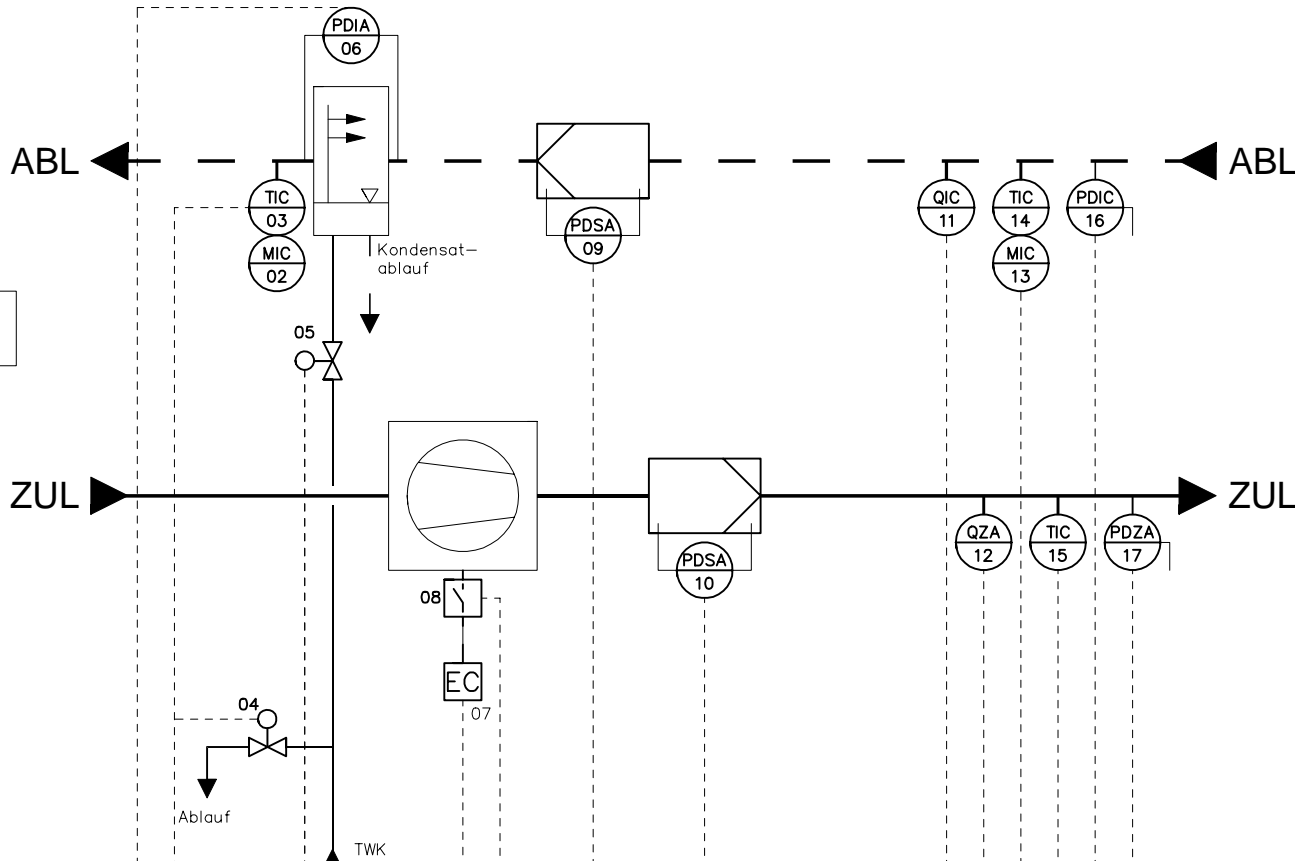 PDIA
06
ABL
ABL
TIC
03
MIC
02
Kondensat–
ablauf
PDSA
09
QIC
11
TIC
14
MIC
13
PDIC
16
05
ZUL
ZUL
PDSA
10
QZA
12
TIC
15
PDZA
17
08
EC
07
04
Ablauf
TWK